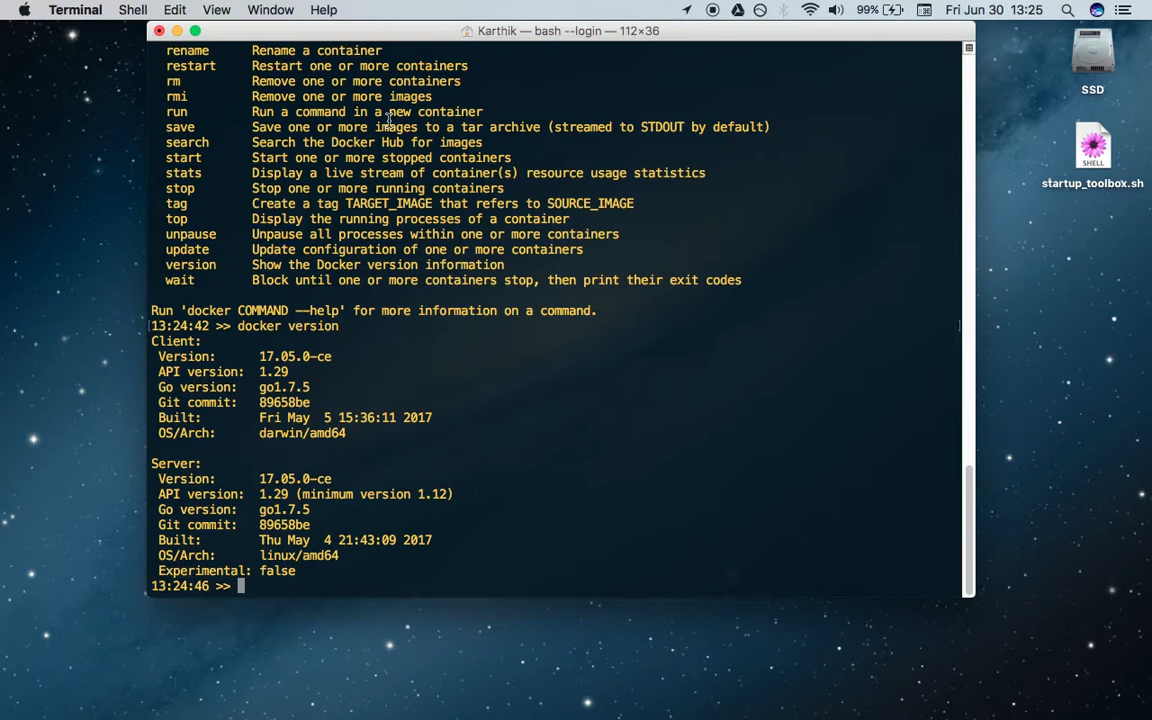 Terminal Shell Edit View Window Help 99% Fri Jun 30 13:25
Karthik — bash --login — 112×36
rename Rename a container
restart Restart one or more containers
rm Remove one or more containers
rmi Remove one or more images
run Run a command in a new container
save Save one or more images to a tar archive (streamed to STDOUT by default)
search Search the Docker Hub for images
start Start one or more stopped containers
stats Display a live stream of container(s) resource usage statistics
stop Stop one or more running containers
tag Create a tag TARGET_IMAGE that refers to SOURCE_IMAGE
top Display the running processes of a container
unpause Unpause all processes within one or more containers
update Update configuration of one or more containers
version Show the Docker version information
wait Block until one or more containers stop, then print their exit codes
Run 'docker COMMAND --help' for more information on a command.
[13:24:42 >> docker version ]
Client:
Version: 17.05.0-ce
API version: 1.29
Go version: go1.7.5
Git commit: 89658be
Built: Fri May 5 15:36:11 2017
OS/Arch: darwin/amd64
Server:
Version: 17.05.0-ce
API version: 1.29 (minimum version 1.12)
Go version: go1.7.5
Git commit: 89658be
Built: Thu May 4 21:43:09 2017
OS/Arch: linux/amd64
Experimental: false
13:24:46 >>
SSD
SHELL
startup_toolbox.sh